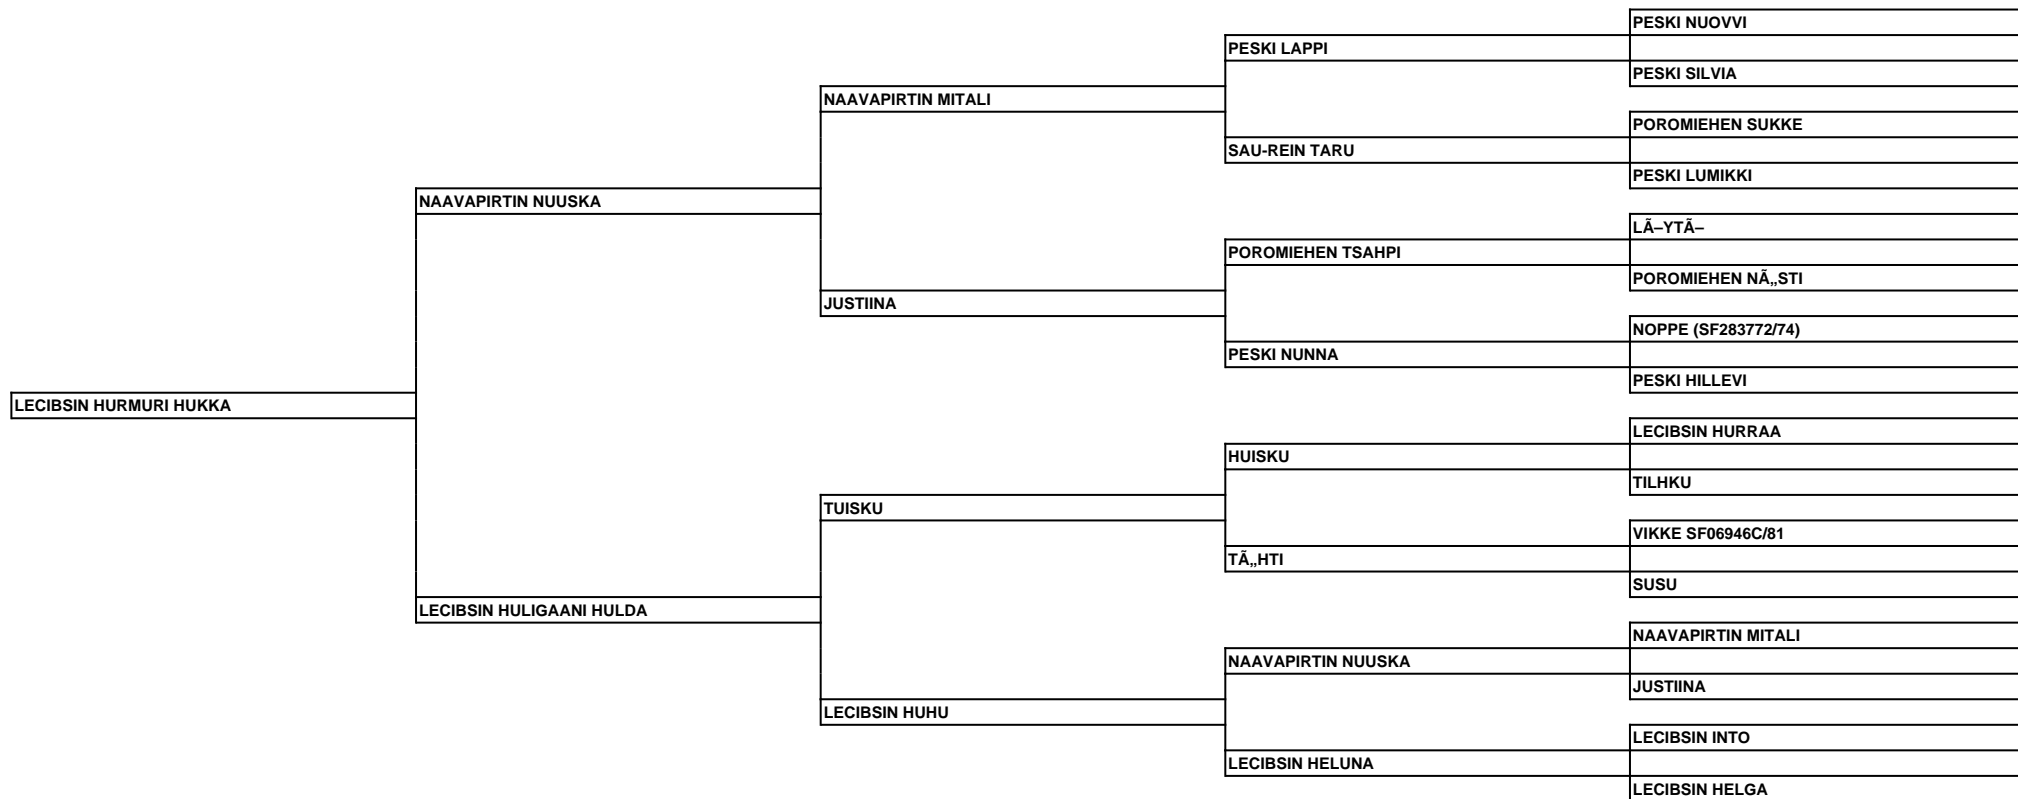 PESKI NUOVVI
PESKI LAPPI
PESKI SILVIA
NAAVAPIRTIN MITALI
POROMIEHEN SUKKE
SAU-REIN TARU
PESKI LUMIKKI
NAAVAPIRTIN NUUSKA
LÃ–YTÃ–
POROMIEHEN TSAHPI
POROMIEHEN NÃ„STI
JUSTIINA
NOPPE (SF283772/74)
PESKI NUNNA
PESKI HILLEVI
LECIBSIN HURMURI HUKKA
LECIBSIN HURRAA
HUISKU
TILHKU
TUISKU
VIKKE SF06946C/81
TÃ„HTI
SUSU
LECIBSIN HULIGAANI HULDA
NAAVAPIRTIN MITALI
NAAVAPIRTIN NUUSKA
JUSTIINA
LECIBSIN HUHU
LECIBSIN INTO
LECIBSIN HELUNA
LECIBSIN HELGA